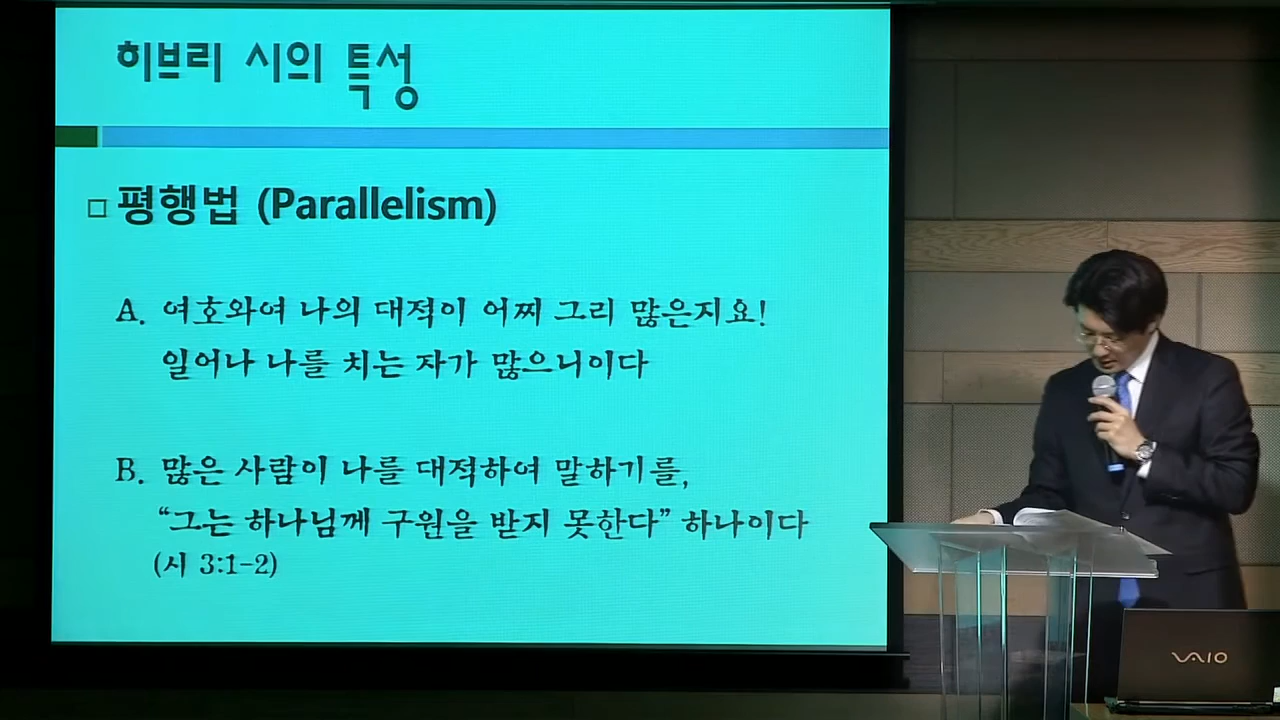 히브리 시의 특성
평행법 (Parallelism)
A. 여호와여 나의 대적이 어찌 그리 많은지요!
일어나 나를 치는 자가 많으니이다
B. 많은 사람이 나를 대적하여 말하기를,
“그는 하나님께 구원을 받지 못한다” 하나이다
(시 3:1-2)
VAIO